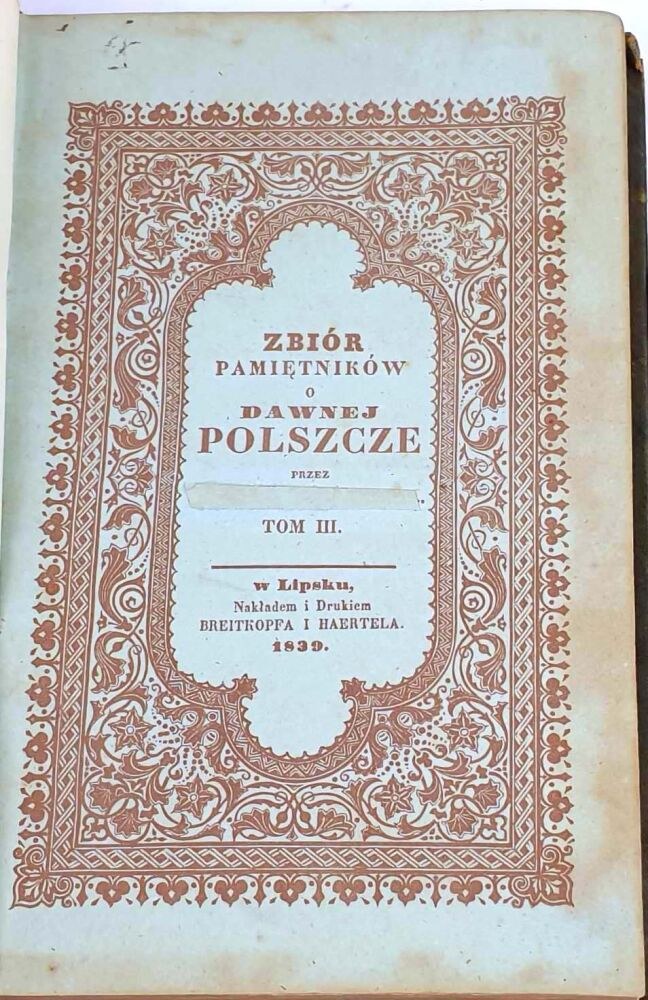 ZBIÓR
PAMIĘTNIKÓW
O
DAWNEJ
POLSZCZE
PRZEZ
TOM III.
w Lipsku,
Nakładem i Drukiem
BREITKOPFA I HAERTELA.
1839.